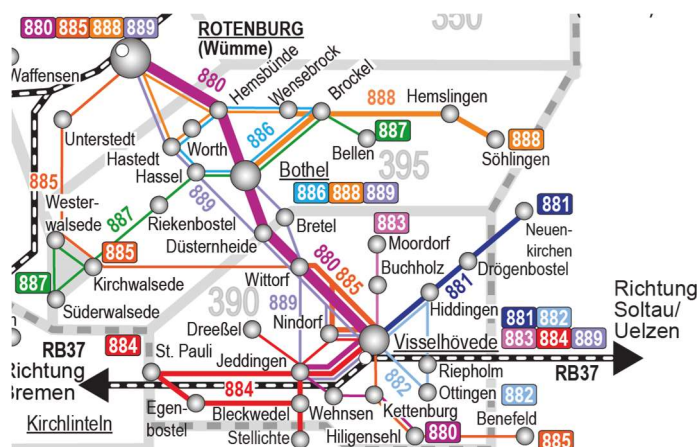 880 885 888 889
ROTENBURG
(Wümme)
350
Waffensen
880
Hemsbünde
Wensebrock
Brockel
888
Hemslingen
Unterstedt
Worth
886
887
888
Hastedt
Bellen
Söhlingen
Hassel
Bothel
395
885
889
886 888 889
Wester-
walsede
887
Riekenbostel
Bretel
883
881
Düsternheide
Moordorf
Neuen-
kirchen
885
880
885
Buchholz
Drögenbostel
887
Kirchwalsede
Wittorf
881
Richtung
Soltau/
Uelzen
Süderwalsede
390
889
Hiddingen
Dreeßel
Nindorf
881 882
884
Visselhövede
883 884 889
RB37
St. Pauli
Jeddingen
RB37
Richtung
Bremen
884
882
Riepholm
Ottingen
882
Kirchlinteln
Egen-
bostel
Bleckwedel
Wehnsen
Kettenburg
Benefeld
Stellichte
Hiligensehl
880
885